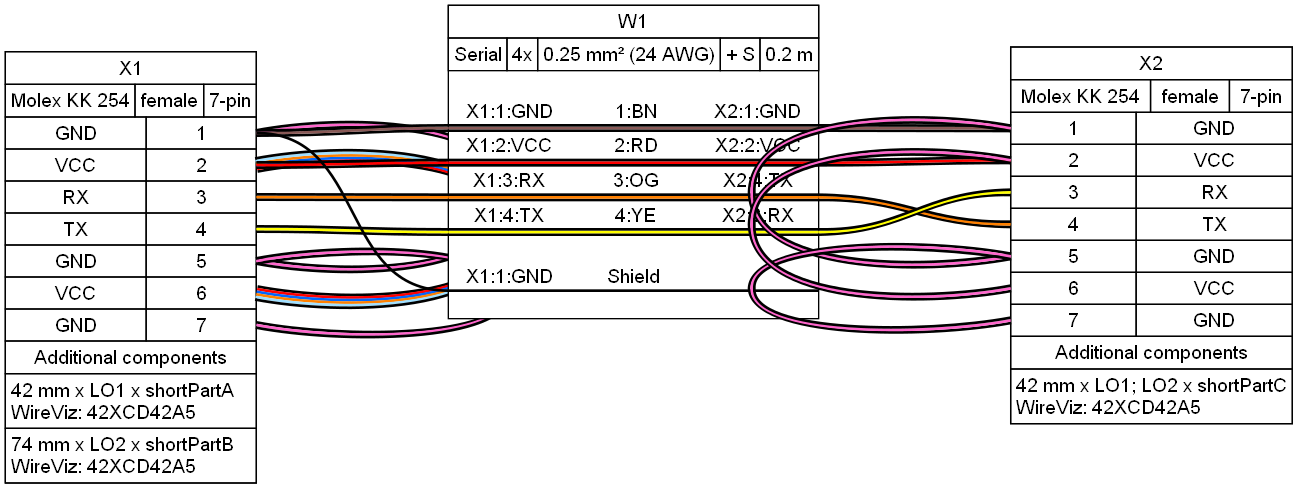 W1
Serial 4x 0.25 mm² (24 AWG) + S 0.2 m
X1:1:GND 1:BN X2:1:GND
X1:2:VCC 2:RD X2:2:VCC
X1:3:RX 3:OG X2:4:TX
X1:4:TX 4:YE X2:3:RX
X1:1:GND Shield
X1
Molex KK 254 female 7-pin
GND 1
VCC 2
RX 3
TX 4
GND 5
VCC 6
GND 7
Additional components
42 mm x LO1 x shortPartA
WireViz: 42XCD42A5
74 mm x LO2 x shortPartB
WireViz: 42XCD42A5
X2
Molex KK 254 female 7-pin
1 GND
2 VCC
3 RX
4 TX
5 GND
6 VCC
7 GND
Additional components
42 mm x LO1; LO2 x shortPartC
WireViz: 42XCD42A5